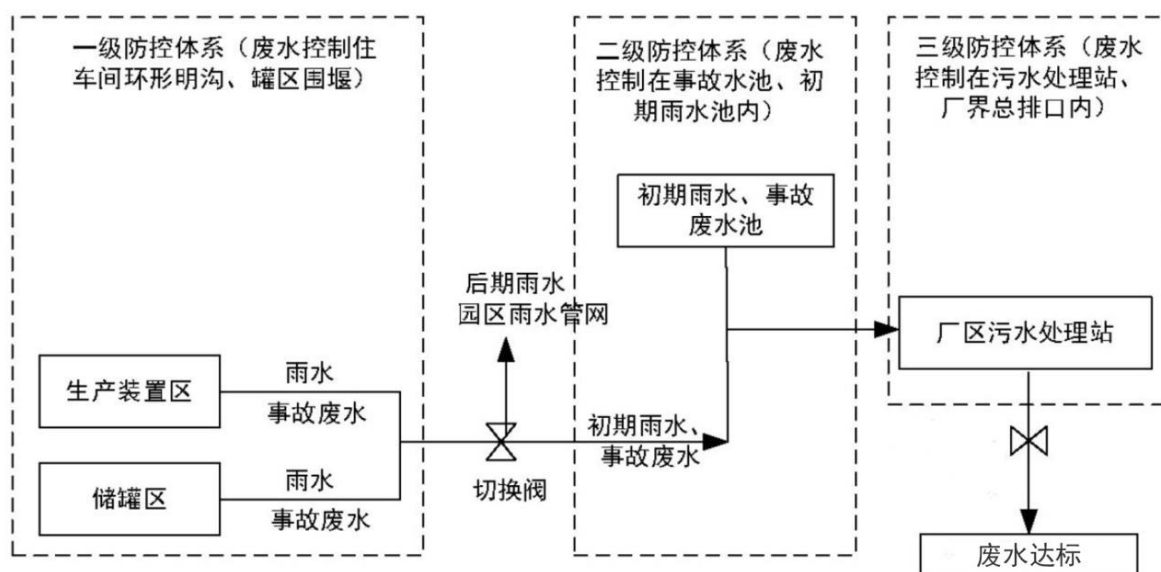 一级防控体系（废水控制住
车间环形明沟、罐区围堰）
二级防控体系（废水
控制在事故水池、初
期雨水池内）
三级防控体系（废水
控制在污水处理站、
厂界总排口内）
初期雨水、事故
废水池
后期雨水
园区雨水管网
厂区污水处理站
生产装置区
雨水
事故废水
初期雨水、
事故废水
储罐区
雨水
事故废水
切换阀
废水达标